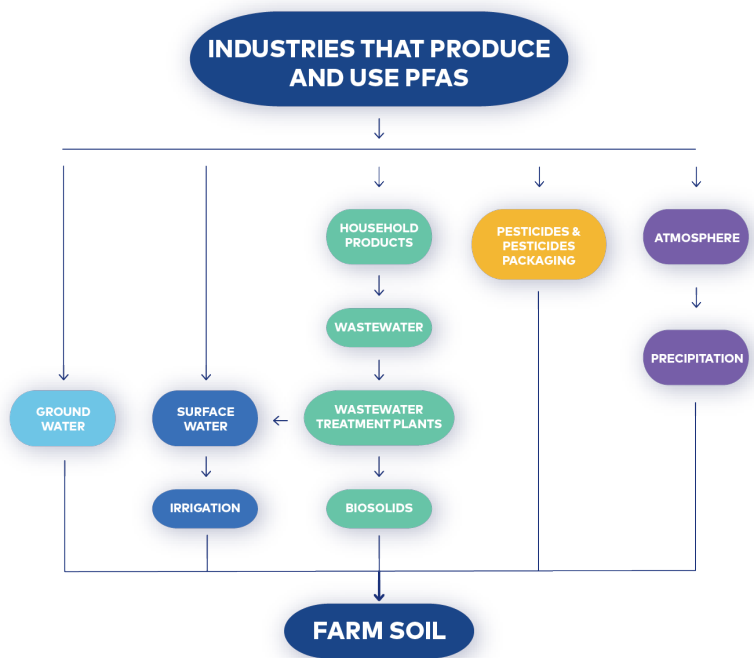 INDUSTRIES THAT PRODUCE
AND USE PFAS
HOUSEHOLD
PRODUCTS
PESTICIDES &
PESTICIDES
PACKAGING
ATMOSPHERE
WASTEWATER
PRECIPITATION
GROUND
WATER
SURFACE
WATER
WASTEWATER
TREATMENT PLANTS
IRRIGATION
BIOSOLIDS
FARM SOIL